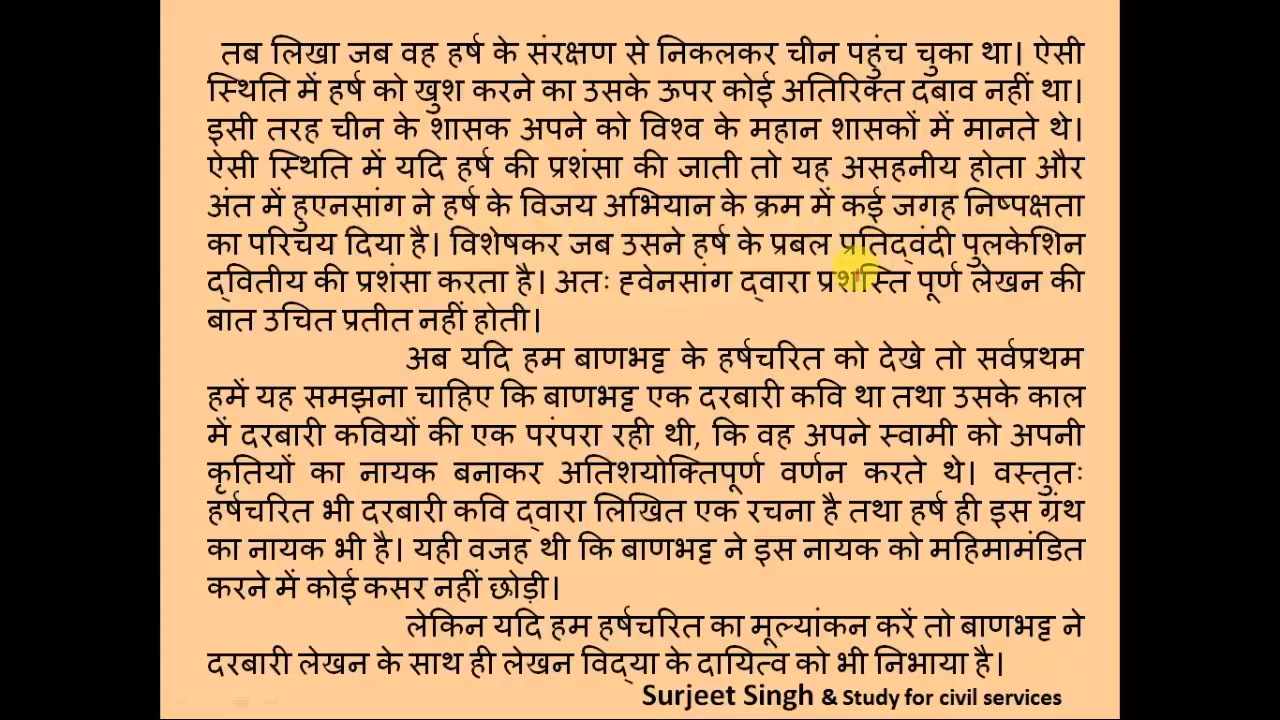 तब लिखा जब वह हर्ष के संरक्षण से निकलकर चीन पहुंच चुका था। ऐसी
स्थिति में हर्ष को खुश करने का उसके ऊपर कोई अतिरिक्त दबाव नहीं था।
इसी तरह चीन के शासक अपने को विश्व के महान शासकों में मानते थे।
ऐसी स्थिति में यदि हर्ष की प्रशंसा की जाती तो यह असहनीय होता और
अंत में हुएनसांग ने हर्ष के विजय अभियान के क्रम में कई जगह निष्पक्षता
का परिचय दिया है। विशेषकर जब उसने हर्ष के प्रबल प्रतिद्वंदी पुलकेशिन
द्वितीय की प्रशंसा करता है। अतः ह्वेनसांग द्वारा प्रशस्ति पूर्ण लेखन की
बात उचित प्रतीत नहीं होती।
अब यदि हम बाणभट्ट के हर्षचरित को देखे तो सर्वप्रथम
हमें यह समझना चाहिए कि बाणभट्ट एक दरबारी कवि था तथा उसके काल
में दरबारी कवियों की एक परंपरा रही थी, कि वह अपने स्वामी को अपनी
कृतियों का नायक बनाकर अतिशयोक्तिपूर्ण वर्णन करते थे। वस्तुतः
हर्षचरित भी दरबारी कवि द्वारा लिखित एक रचना है तथा हर्ष ही इस ग्रंथ
का नायक भी है। यही वजह थी कि बाणभट्ट ने इस नायक को महिमामंडित
करने में कोई कसर नहीं छोड़ी।
लेकिन यदि हम हर्षचरित का मूल्यांकन करें तो बाणभट्ट ने
दरबारी लेखन के साथ ही लेखन विद्या के दायित्व को भी निभाया है।
Surjeet Singh & Study for civil services